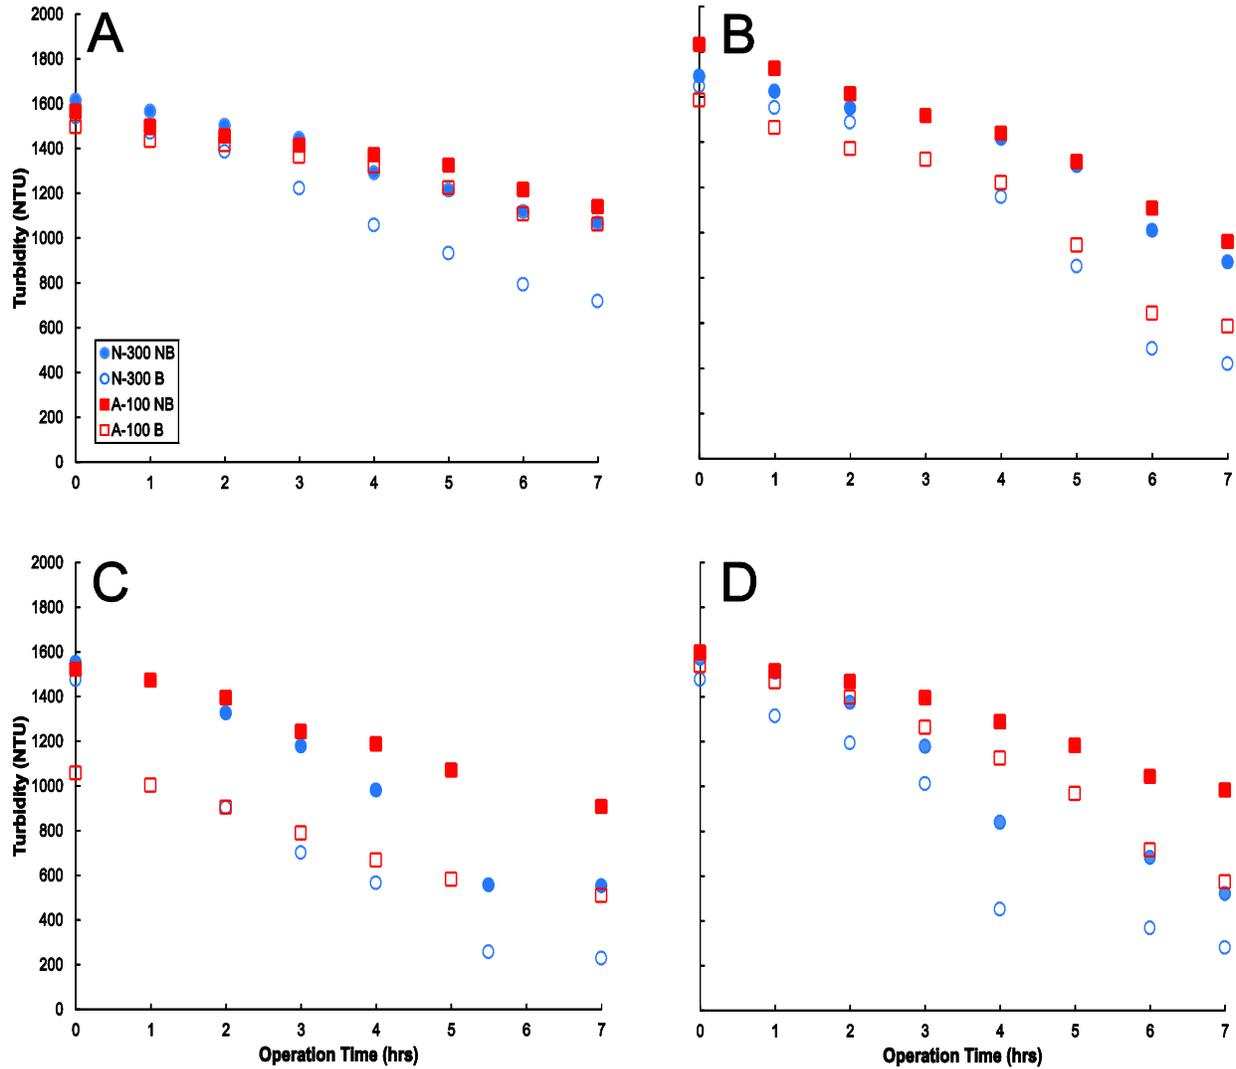 A
2000
1800
1600
1400
1200
1000
800
600
400
200
0
Turbidity (NTU)
N-300 NB
N-300 B
A-100 NB
A-100 B
0 1 2 3 4 5 6 7
B
0 1 2 3 4 5 6 7
C
2000
1800
1600
1400
1200
1000
800
600
400
200
0
Turbidity (NTU)
0 1 2 3 4 5 6 7
Operation Time (hrs)
D
0 1 2 3 4 5 6 7
Operation Time (hrs)